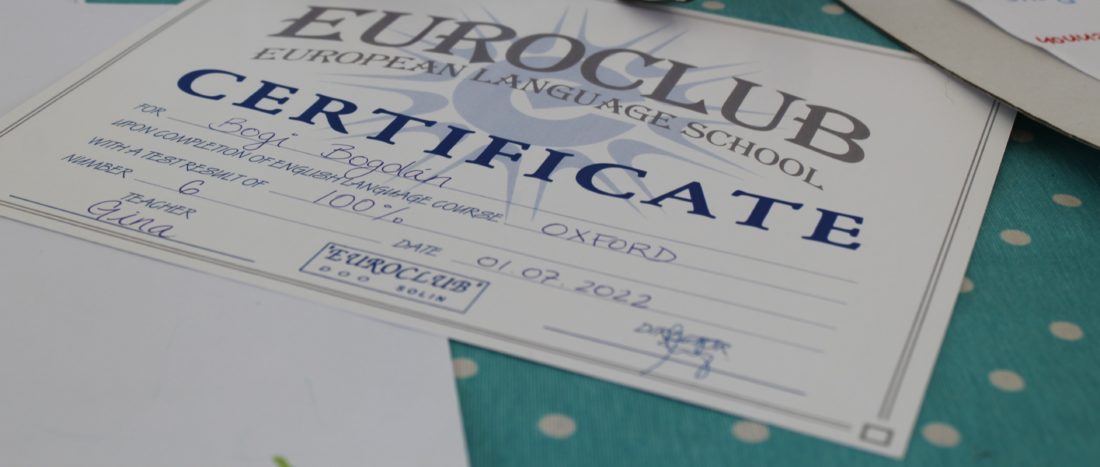 EUROCLUB
EUROPEAN LANGUAGE SCHOOL
CERTIFICATE
FOR Bogi Bogdan
UPON COMPLETION OF ENGLISH LANGUAGE COURSE OXFORD
WITH A TEST RESULT OF 100%
NUMBER 6 DATE 01.07.2022
TEACHER
Gina
"EUROCLUB"
DOO SOLIN
DIRECTOR